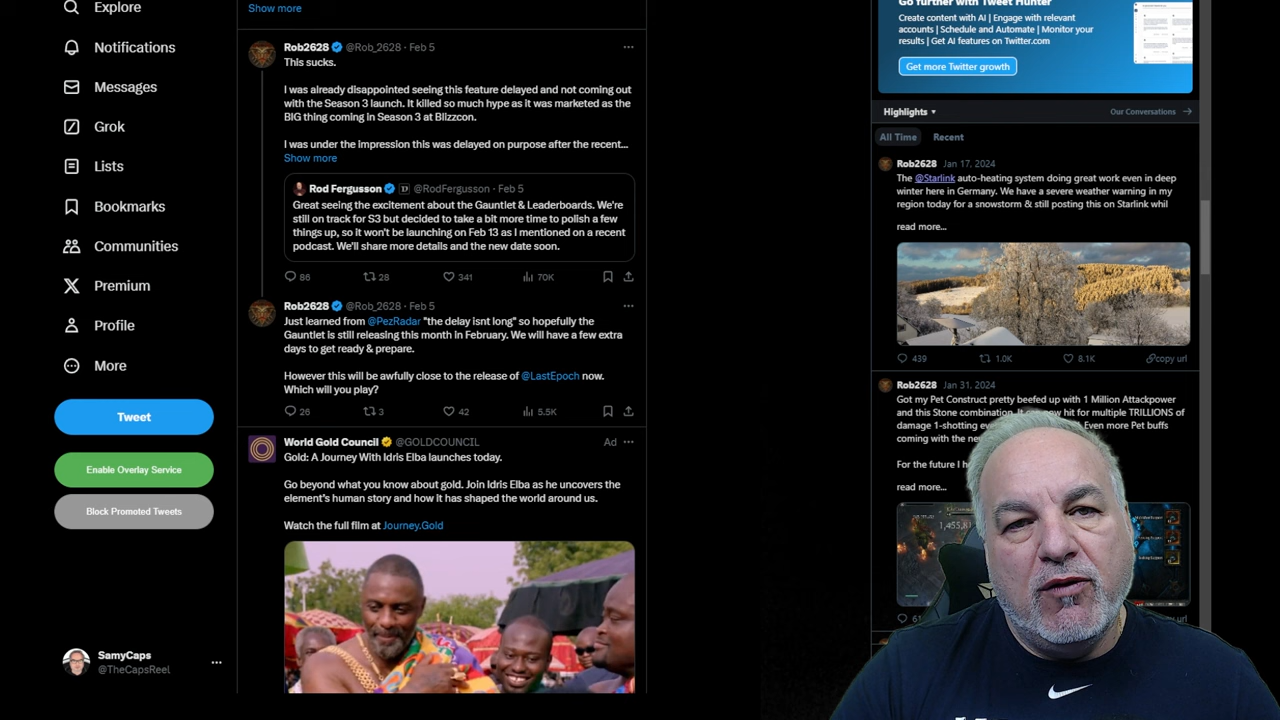 Explore
Notifications
Messages
Grok
Lists
Bookmarks
Communities
Premium
Profile
More
Tweet
Enable Overlay Service
Block Promoted Tweets
SamyCaps
@TheCapsReel
Show more
Rob2628 @Rob_2628 · Feb 5
This sucks.
I was already disappointed seeing this feature delayed and not coming out
with the Season 3 launch. It killed so much hype as it was marketed as the
BIG thing coming in Season 3 at Blizzcon.
I was under the impression this was delayed on purpose after the recent...
Show more
Rod Fergusson @RodFergusson · Feb 5
Great seeing the excitement about the Gauntlet & Leaderboards. We're
still on track for S3 but decided to take a bit more time to polish a few
things up, so it won't be launching on Feb 13 as I mentioned on a recent
podcast. We'll share more details and the new date soon.
86 28 341 70K
Rob2628 @Rob_2628 · Feb 5
Just learned from @PezRadar "the delay isnt long" so hopefully the
Gauntlet is still releasing this month in February. We will have a few extra
days to get ready & prepare.
However this will be awfully close to the release of @LastEpoch now.
Which will you play?
26 3 42 5.5K
World Gold Council @GOLDCOUNCIL Ad
Gold: A Journey With Idris Elba launches today.
Go beyond what you know about gold. Join Idris Elba as he uncovers the
element's human story and how it has shaped the world around us.
Watch the full film at Journey.Gold
Go further with Tweet Hunter
Create content with AI | Engage with relevant
accounts | Schedule and Automate | Monitor your
results | Get AI features on Twitter.com
Get more Twitter growth
Highlights Our Conversations
All Time Recent
Rob2628 Jan 17, 2024
The @Starlink auto-heating system doing great work even in deep
winter here in Germany. We have a severe weather warning in my
region today for a snowstorm & still posting this on Starlink whil
read more...
439 1.0K 8.1K copy url
Rob2628 Jan 31, 2024
Got my Pet Construct pretty beefed up with 1 Million Attackpower
and this Stone combination. It can now hit for multiple TRILLIONS of
damage 1-shotting Even more Pet buffs
coming with the
For the future I
read more...
url